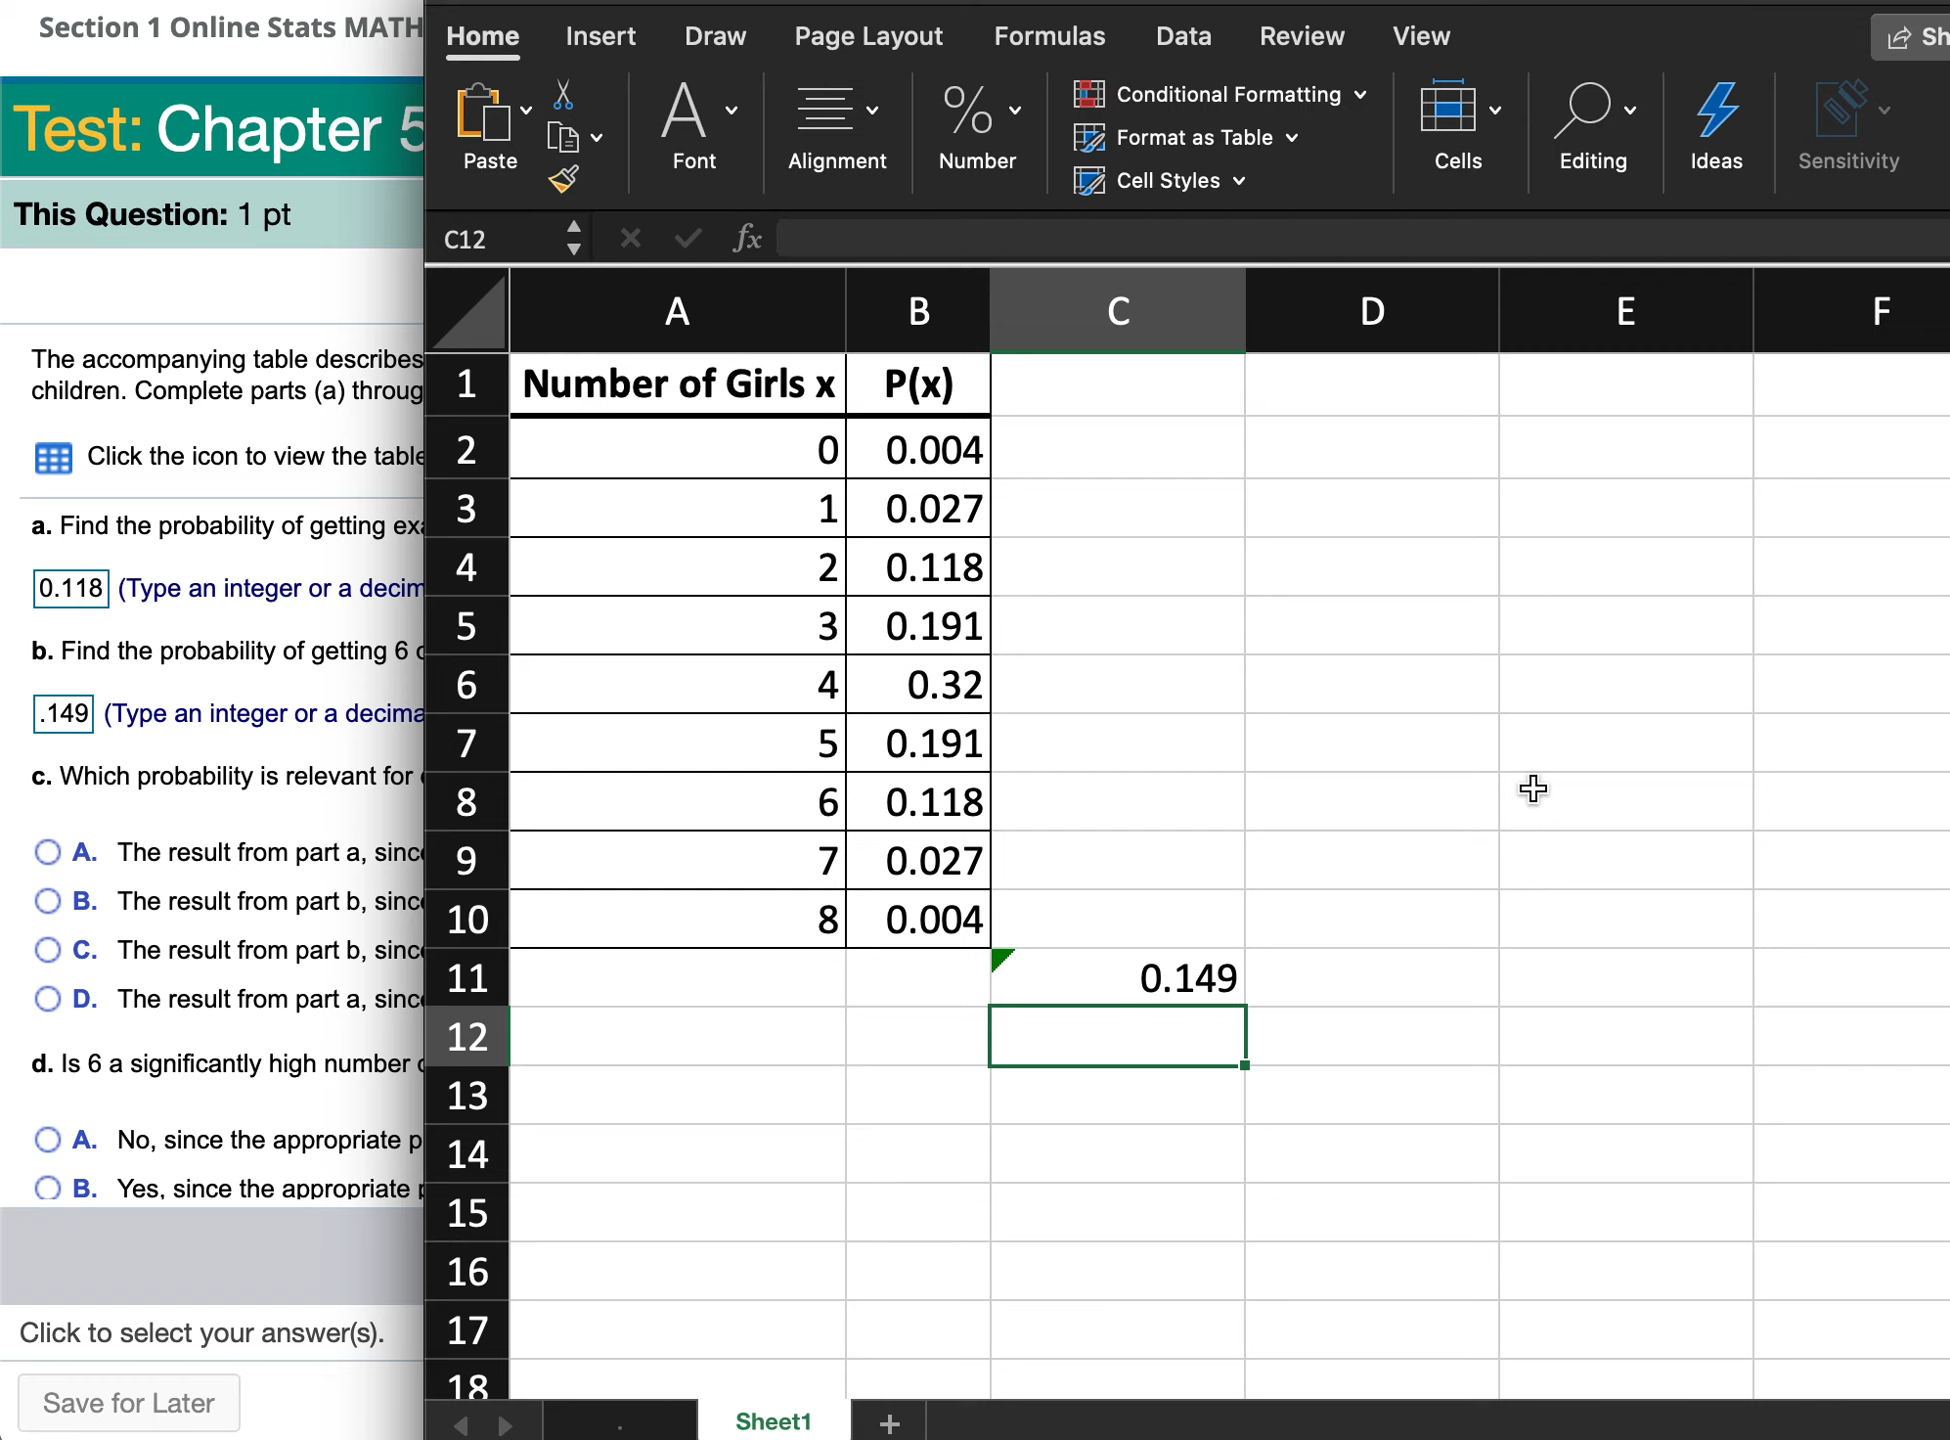 Section 1 Online Stats MATH
Test: Chapter 5
This Question: 1 pt
The accompanying table describes
children. Complete parts (a) throug
Click the icon to view the table
a. Find the probability of getting exa
0.118 (Type an integer or a decim
b. Find the probability of getting 6 o
.149 (Type an integer or a decima
c. Which probability is relevant for
A. The result from part a, since
B. The result from part b, since
C. The result from part b, since
D. The result from part a, since
d. Is 6 a significantly high number o
A. No, since the appropriate p
B. Yes, since the appropriate p
Click to select your answer(s).
Save for Later
Home Insert Draw Page Layout Formulas Data Review View Sh
Paste Font Alignment Number
Conditional Formatting
Format as Table
Cell Styles
Cells Editing Ideas Sensitivity
C12 fx
A B C D E F
1 Number of Girls x P(x)
2 0 0.004
3 1 0.027
4 2 0.118
5 3 0.191
6 4 0.32
7 5 0.191
8 6 0.118
9 7 0.027
10 8 0.004
11 0.149
12
13
14
15
16
17
18
Sheet1 +